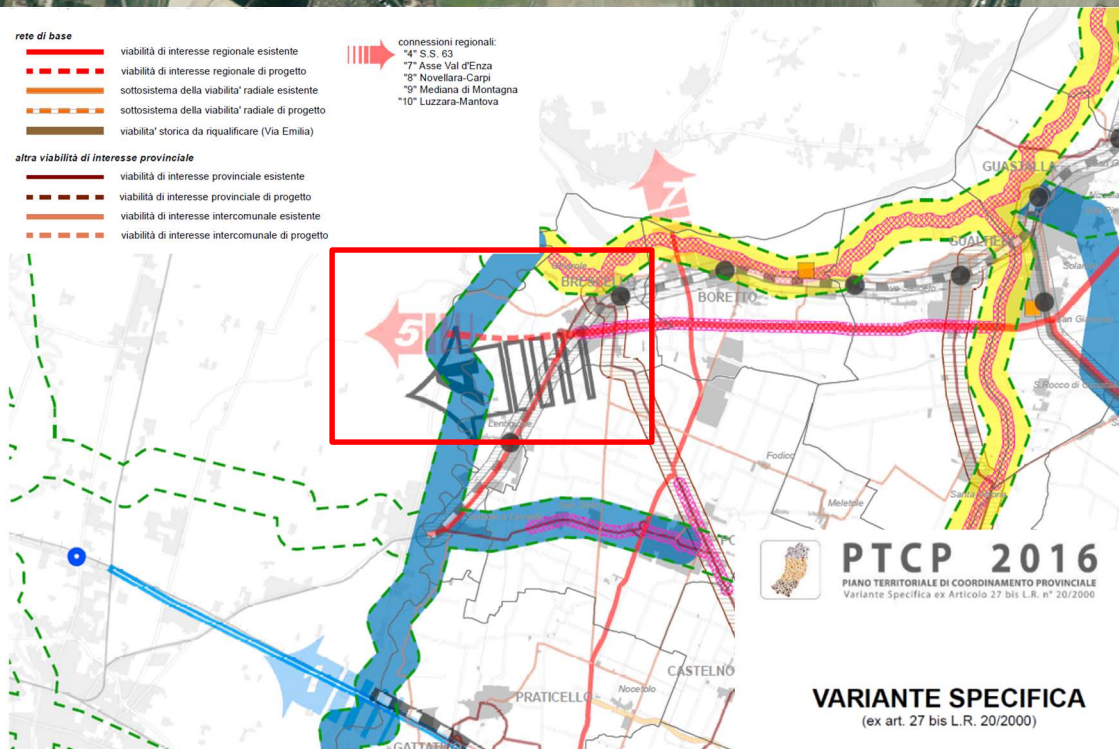 rete di base
viabilità di interesse regionale esistente
viabilità di interesse regionale di progetto
sottosistema della viabilita' radiale esistente
sottosistema della viabilita' radiale di progetto
viabilita' storica da riqualificare (Via Emilia)
altra viabilità di interesse provinciale
viabilità di interesse provinciale esistente
viabilità di interesse provinciale di progetto
viabilità di interesse intercomunale esistente
viabilità di interesse intercomunale di progetto
connessioni regionali:
"4" S.S. 63
"7" Asse Val d'Enza
"8" Novellara-Carpi
"9" Mediana di Montagna
"10" Luzzara-Mantova
GUASTALLA
7
GUALTIERI
BORETTO
5
Lentigione
S.Rocco di
Fodico
Meletole
Santa Vittoria
PTCP 2016
PIANO TERRITORIALE DI COORDINAMENTO PROVINCIALE
Variante Specifica ex Articolo 27 bis L.R. n° 20/2000
1
CASTELNO
Nocetolo
PRATICELLO
GATTAT
VARIANTE SPECIFICA
(ex art. 27 bis L.R. 20/2000)